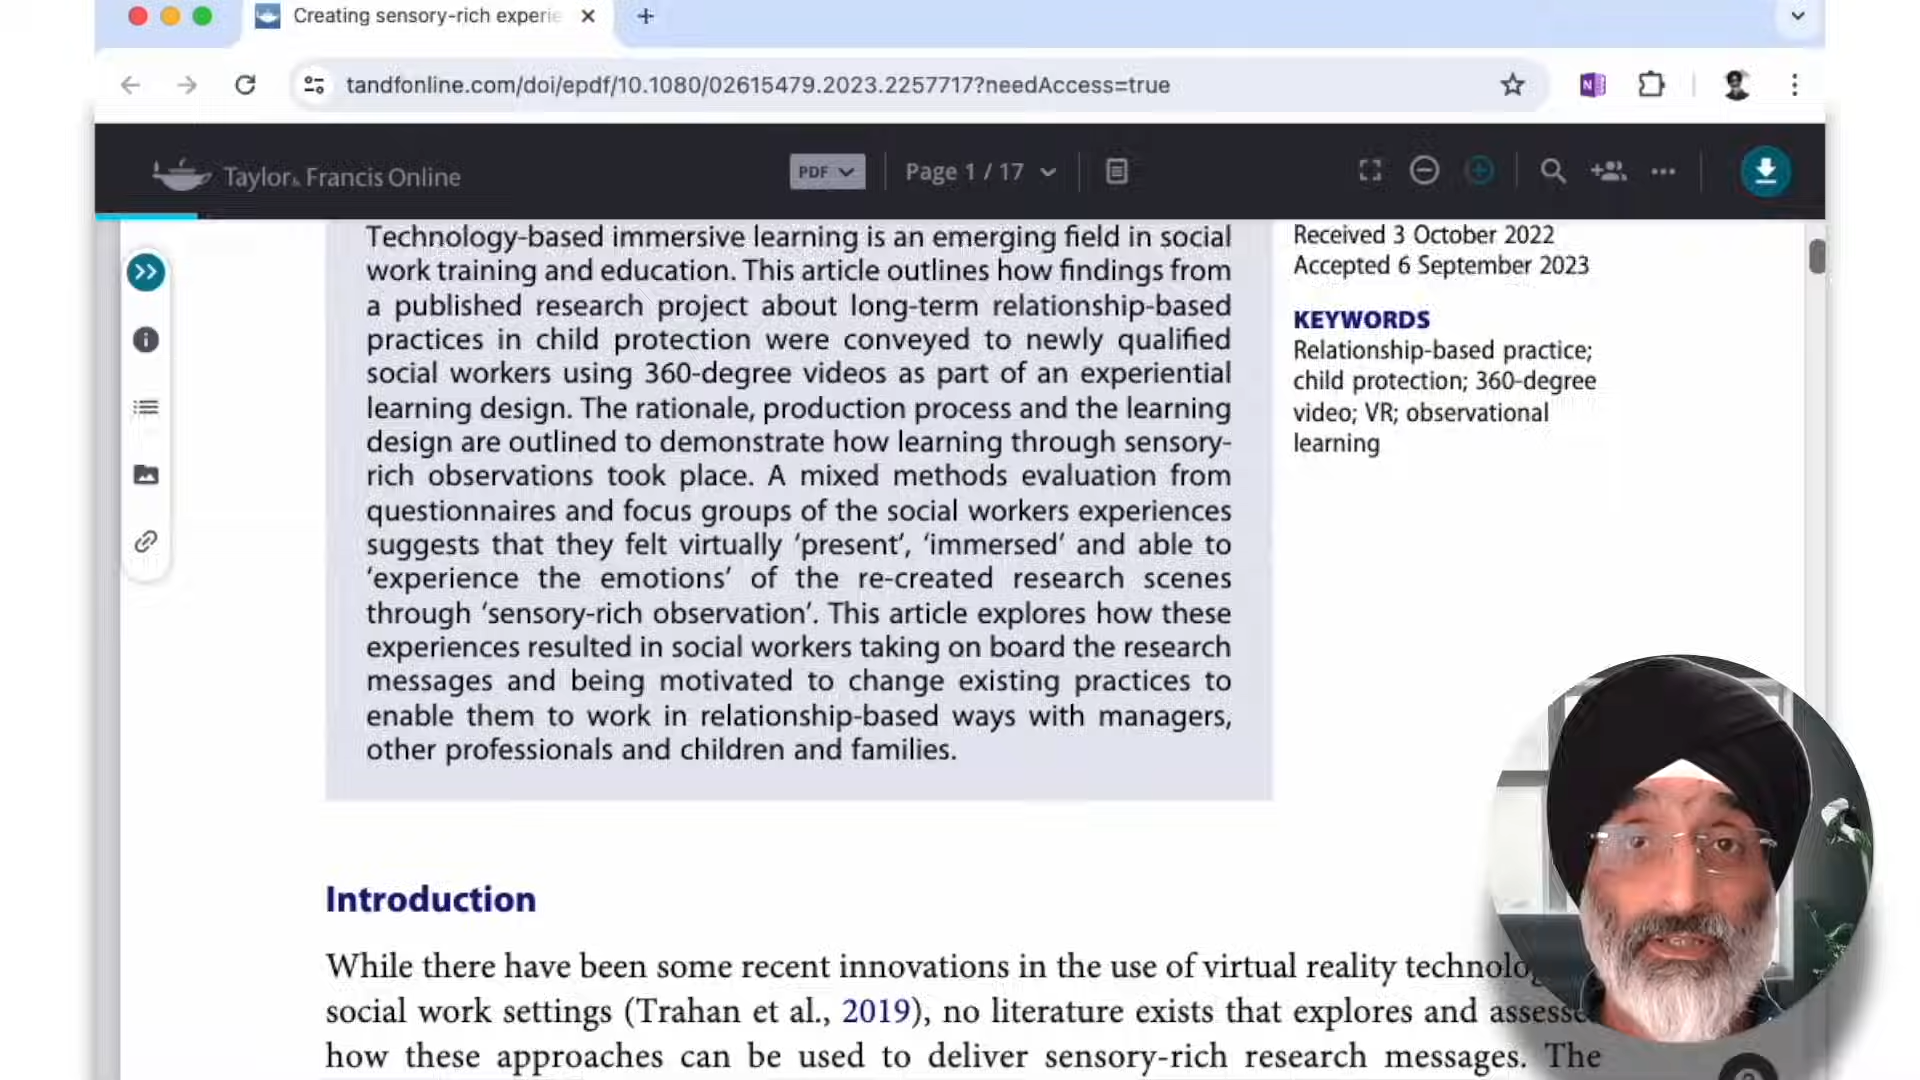 Creating sensory-rich experie
tandfonline.com/doi/epdf/10.1080/02615479.2023.2257717?needAccess=true
N
Taylor & Francis Online
PDF
Page 1 / 17
Technology-based immersive learning is an emerging field in social
work training and education. This article outlines how findings from
a published research project about long-term relationship-based
practices in child protection were conveyed to newly qualified
social workers using 360-degree videos as part of an experiential
learning design. The rationale, production process and the learning
design are outlined to demonstrate how learning through sensory-
rich observations took place. A mixed methods evaluation from
questionnaires and focus groups of the social workers experiences
suggests that they felt virtually ‘present’, ‘immersed’ and able to
‘experience the emotions’ of the re-created research scenes
through ‘sensory-rich observation’. This article explores how these
experiences resulted in social workers taking on board the research
messages and being motivated to change existing practices to
enable them to work in relationship-based ways with managers,
other professionals and children and families.
Received 3 October 2022
Accepted 6 September 2023
KEYWORDS
Relationship-based practice;
child protection; 360-degree
video; VR; observational
learning
Introduction
While there have been some recent innovations in the use of virtual reality technolo
social work settings (Trahan et al., 2019), no literature exists that explores and assesse
how these approaches can be used to deliver sensory-rich research messages. The